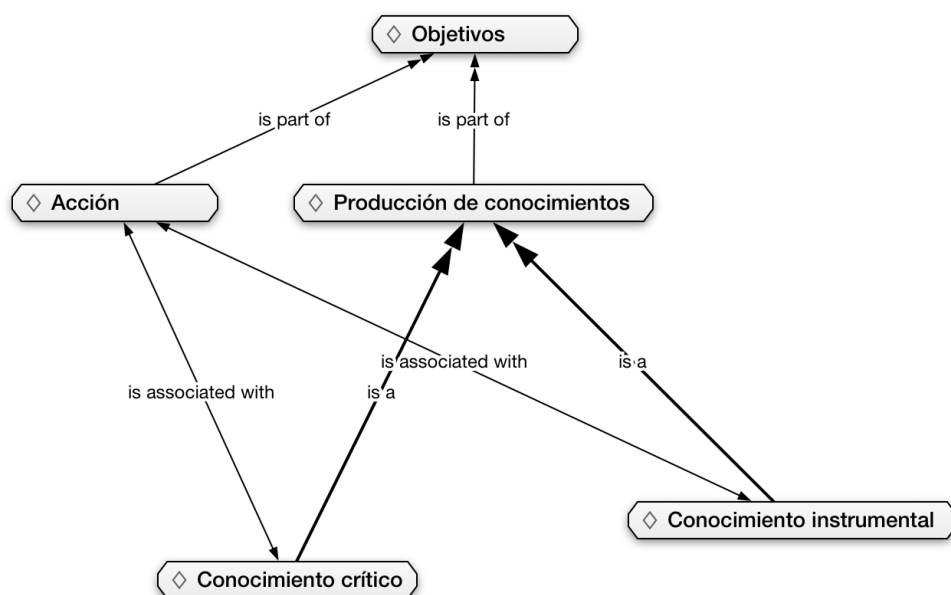 Objetivos
is part of
is part of
Acción
Producción de conocimientos
is associated with
is a
is associated with
is a
Conocimiento instrumental
Conocimiento crítico